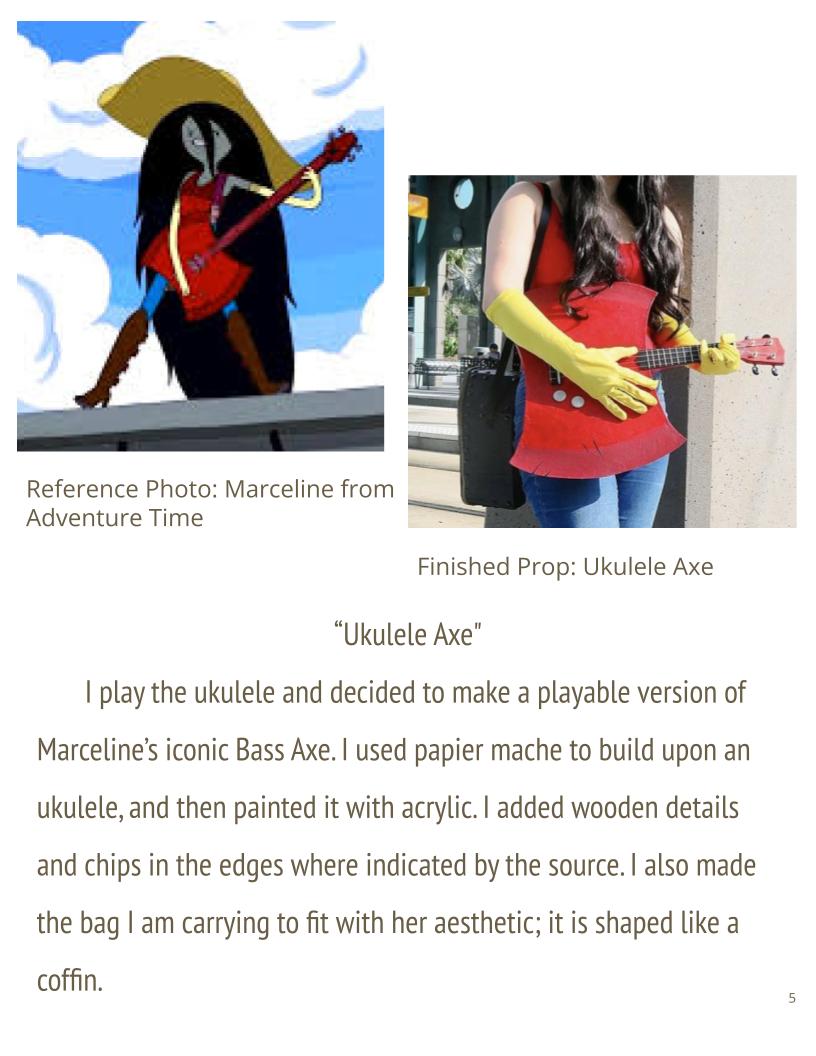 Reference Photo: Marceline from
Adventure Time
Finished Prop: Ukulele Axe
“Ukulele Axe"
I play the ukulele and decided to make a playable version of
Marceline’s iconic Bass Axe. I used papier mache to build upon an
ukulele, and then painted it with acrylic. I added wooden details
and chips in the edges where indicated by the source. I also made
the bag I am carrying to fit with her aesthetic; it is shaped like a
coffin.
5